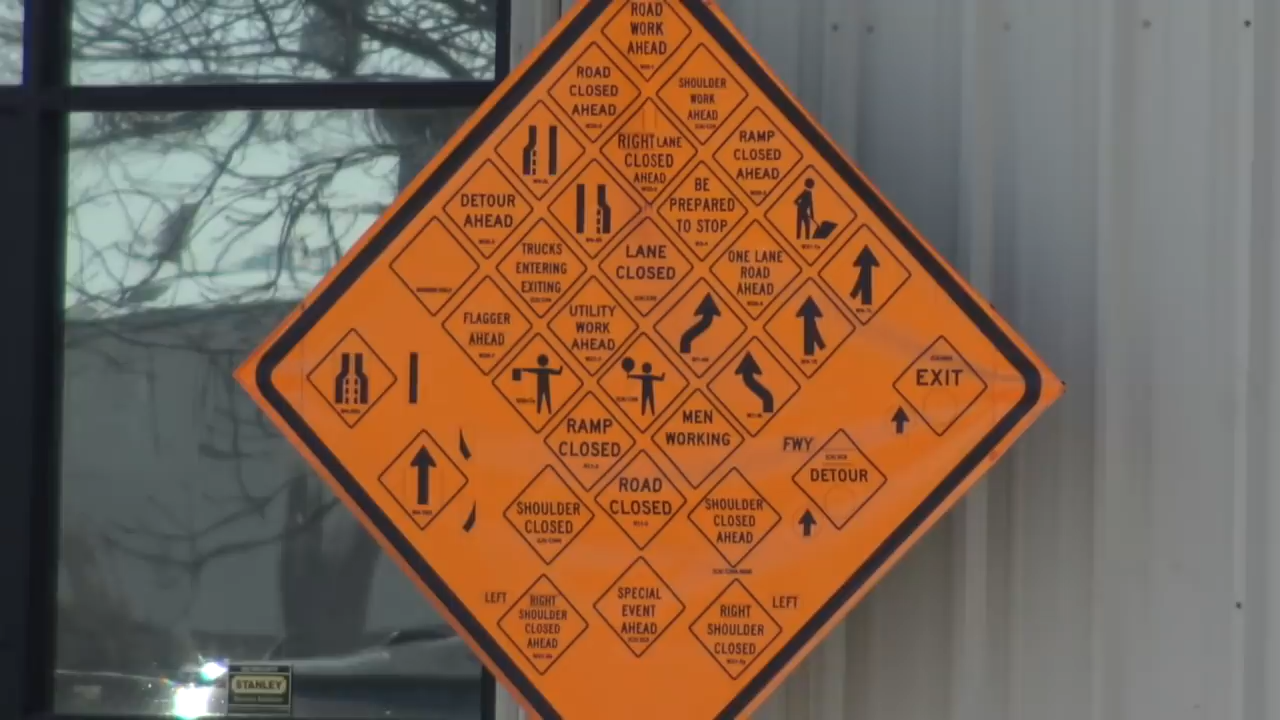 ROAD
WORK
AHEAD
ROAD
CLOSED
AHEAD
SHOULDER
WORK
AHEAD
RIGHT LANE
CLOSED
AHEAD
RAMP
CLOSED
AHEAD
DETOUR
AHEAD
BE
PREPARED
TO STOP
TRUCKS
ENTERING
EXITING
LANE
CLOSED
ONE LANE
ROAD
AHEAD
FLAGGER
AHEAD
UTILITY
WORK
AHEAD
EXIT
RAMP
CLOSED
MEN
WORKING
FWY
DETOUR
SHOULDER
CLOSED
ROAD
CLOSED
SHOULDER
CLOSED
AHEAD
LEFT
RIGHT
SHOULDER
CLOSED
AHEAD
SPECIAL
EVENT
AHEAD
RIGHT
SHOULDER
CLOSED
LEFT
STANLEY